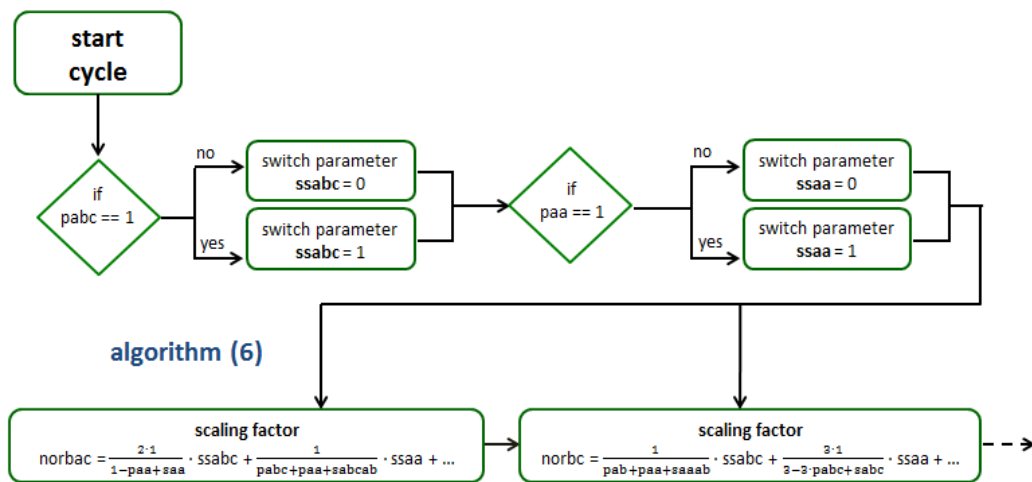 start
cycle
if
pabc == 1
no
yes
switch parameter
ssabc = 0
switch parameter
ssabc = 1
if
paa == 1
no
yes
switch parameter
ssaa = 0
switch parameter
ssaa = 1
algorithm (6)
scaling factor
norbac = 2·1/(1−paa+saa) · ssabc + 1/(pabc+paa+sabcab) · ssaa + ...
scaling factor
norbc = 1/(pab+paa+saaab) · ssabc + 3·1/(3−3·pabc+sabc) · ssaa + ...